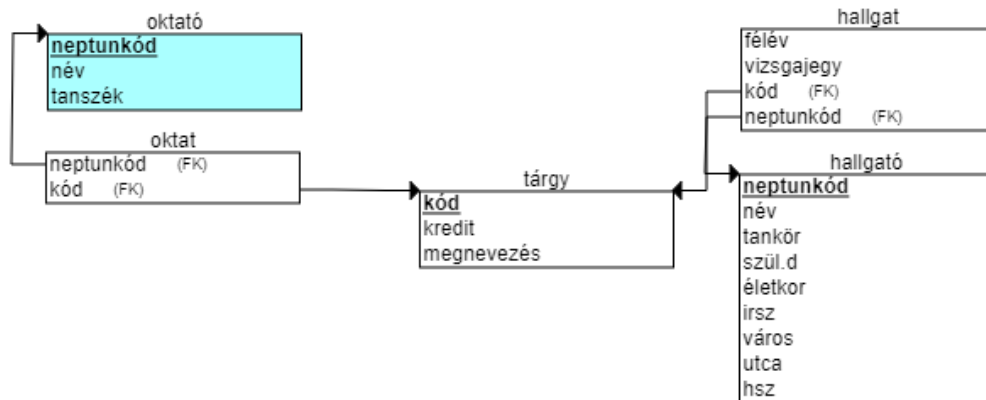 oktató
neptunkód
név
tanszék
oktat
neptunkód (FK)
kód (FK)
tárgy
kód
kredit
megnevezés
hallgat
félév
vizsgajegy
kód (FK)
neptunkód (FK)
hallgató
neptunkód
név
tankör
szül.d
életkor
irsz
város
utca
hsz